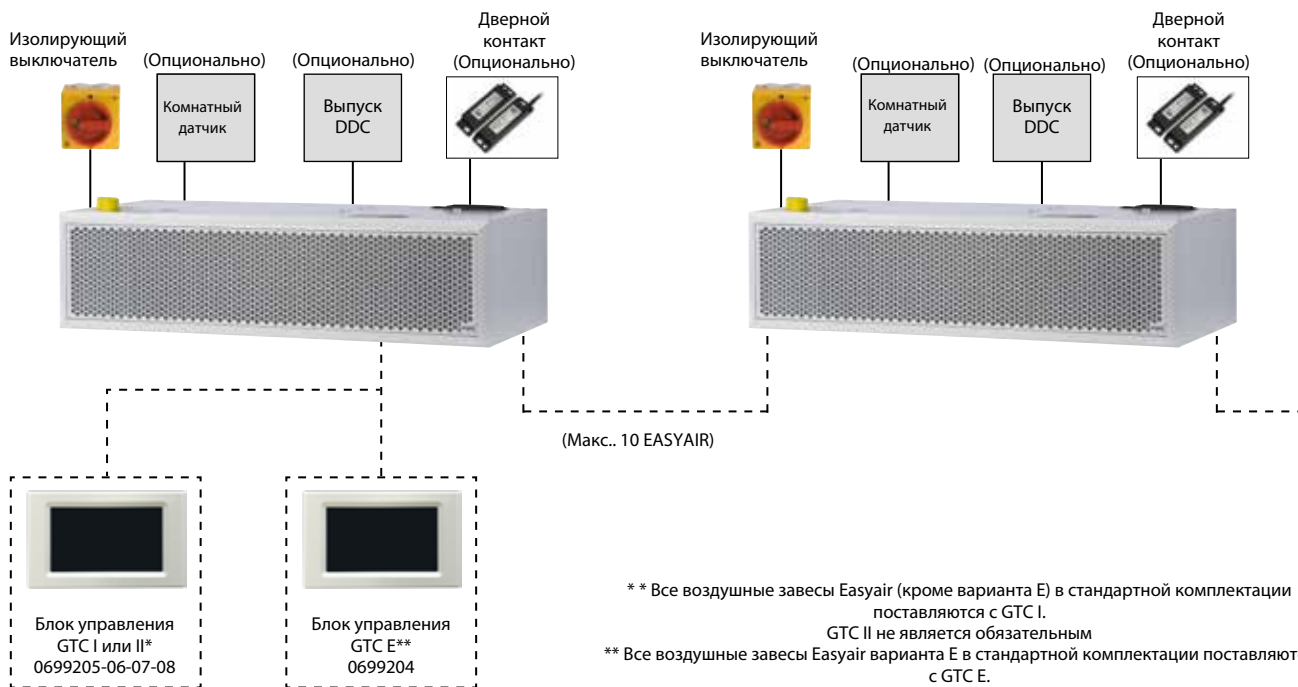 Изолирующий
выключатель
(Опционально)
Комнатный
датчик
(Опционально)
Выпуск
DDC
Дверной
контакт
(Опционально)
Изолирующий
выключатель
(Опционально)
Комнатный
датчик
(Опционально)
Выпуск
DDC
Дверной
контакт
(Опционально)
(Макс.. 10 EASYAIR)
Блок управления
GTC I или II*
0699205-06-07-08
Блок управления
GTC E**
0699204
* * Все воздушные завесы Easyair (кроме варианта E) в стандартной комплектации
поставляются с GTC I.
GTC II не является обязательным
** Все воздушные завесы Easyair варианта E в стандартной комплектации поставляют
с GTC E.